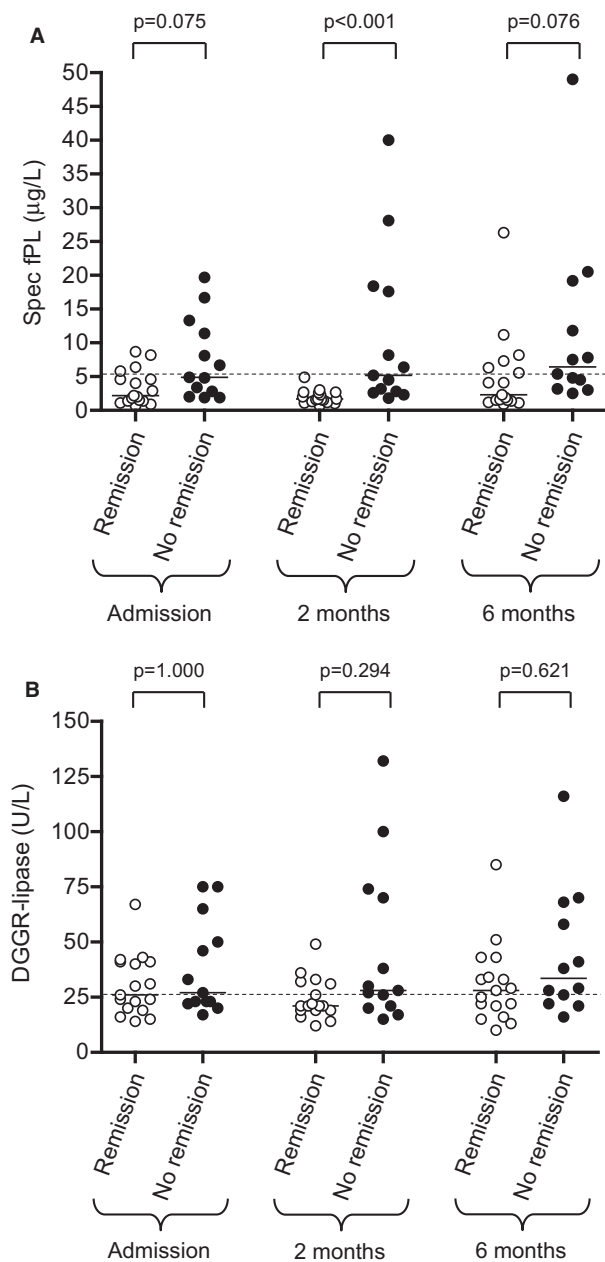 A
p=0.075 p<0.001 p=0.076
50
45
40
35
30
25
20
15
10
5
0
Spec fPL (µg/L)
Remission No remission Remission No remission Remission No remission
Admission 2 months 6 months
B
p=1.000 p=0.294 p=0.621
150
125
100
75
50
25
0
DGGR-lipase (U/L)
Remission No remission Remission No remission Remission No remission
Admission 2 months 6 months